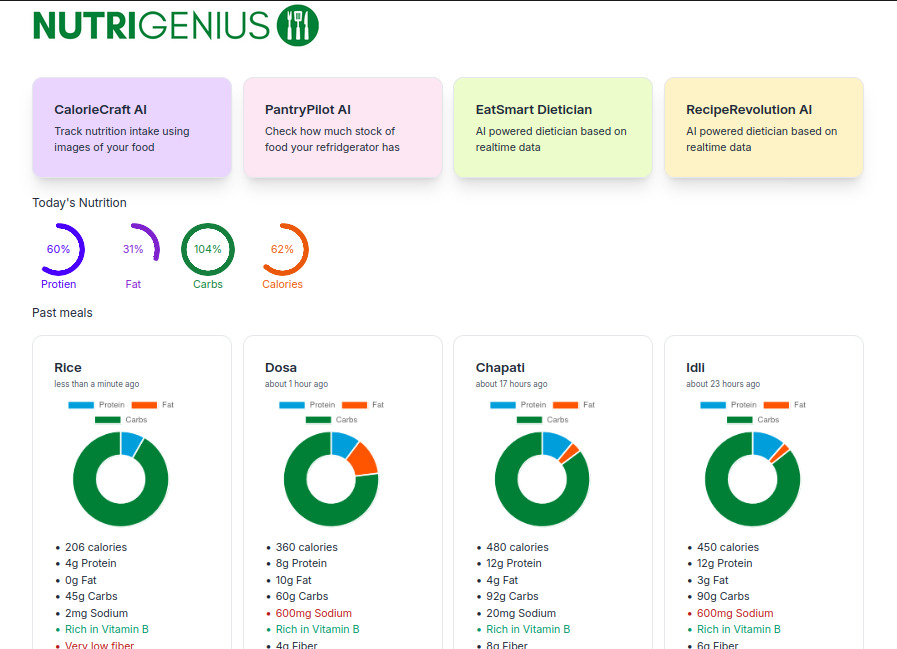 NUTRIGENIUS
CalorieCraft AI
Track nutrition intake using
images of your food
PantryPilot AI
Check how much stock of
food your refridgerator has
EatSmart Dietician
AI powered dietician based on
realtime data
RecipeRevolution AI
AI powered dietician based on
realtime data
Today's Nutrition
60%
Protien
31%
Fat
104%
Carbs
62%
Calories
Past meals
Rice
less than a minute ago
Protein Fat
Carbs
206 calories
4g Protein
0g Fat
45g Carbs
2mg Sodium
Rich in Vitamin B
Very low fiber
Dosa
about 1 hour ago
Protein Fat
Carbs
360 calories
8g Protein
10g Fat
60g Carbs
600mg Sodium
Rich in Vitamin B
4g Fiber
Chapati
about 17 hours ago
Protein Fat
Carbs
480 calories
12g Protein
4g Fat
92g Carbs
20mg Sodium
Rich in Vitamin B
8g Fiber
Idli
about 23 hours ago
Protein Fat
Carbs
450 calories
12g Protein
3g Fat
90g Carbs
600mg Sodium
Rich in Vitamin B
6g Fiber